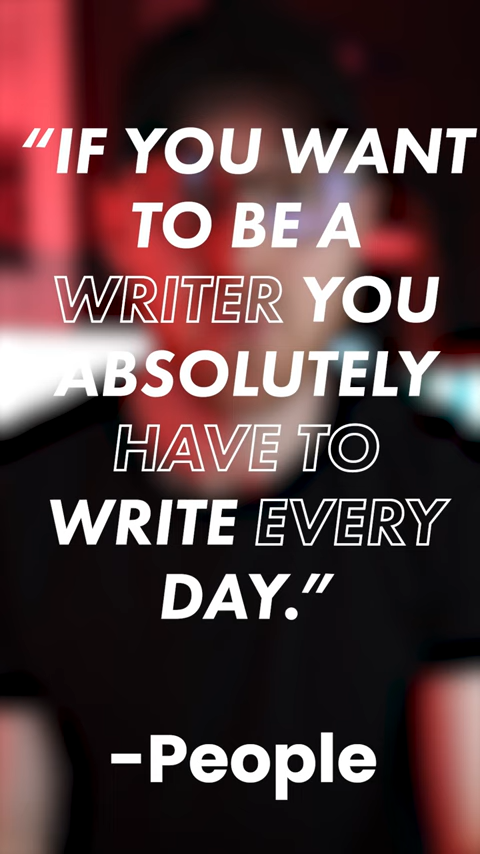 “IF YOU WANT
TO BE A
WRITER YOU
ABSOLUTELY
HAVE TO
WRITE EVERY
DAY.”
-People